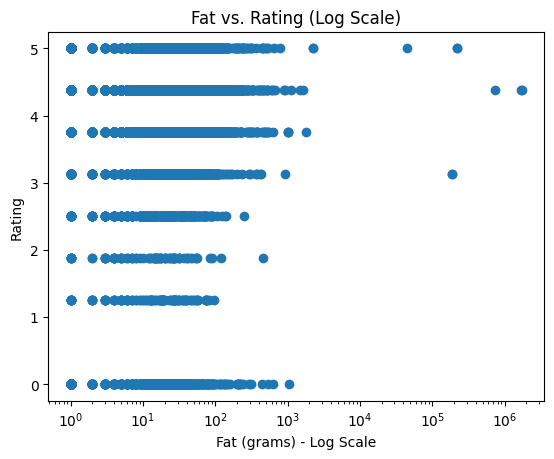 Fat vs. Rating (Log Scale)
Rating
5
4
3
2
1
0
10⁰ 10¹ 10² 10³ 10⁴ 10⁵ 10⁶
Fat (grams) - Log Scale